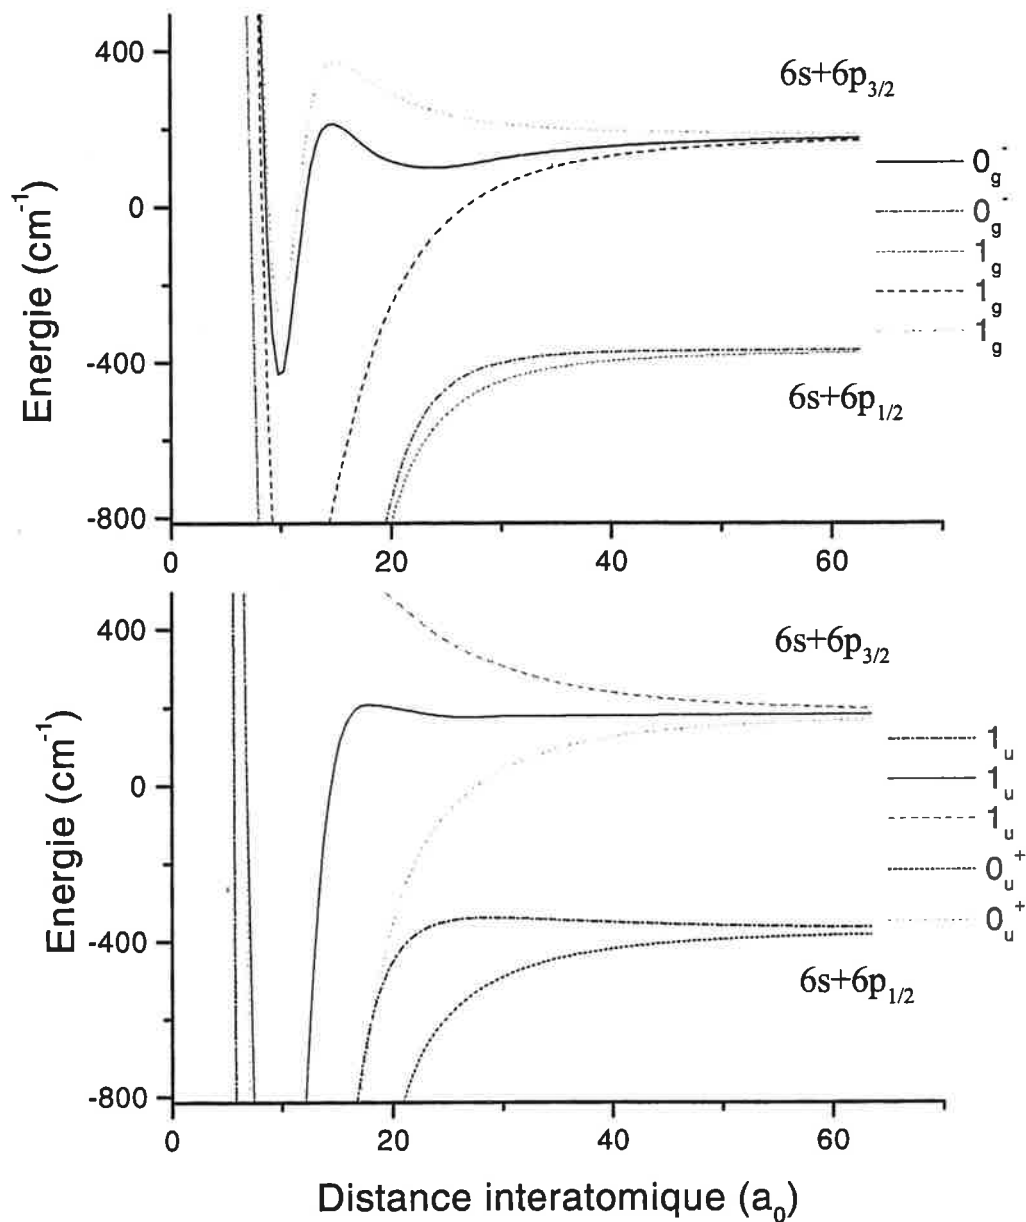 400
0
-400
-800
0
20
40
60
Energie (cm⁻¹)
6s+6p3/2
6s+6p1/2
0g⁻
0g⁻
1g
1g
1g
400
0
-400
-800
0
20
40
60
Energie (cm⁻¹)
6s+6p3/2
6s+6p1/2
1u
1u
1u
0u⁺
0u⁺
Distance interatomique (a0)